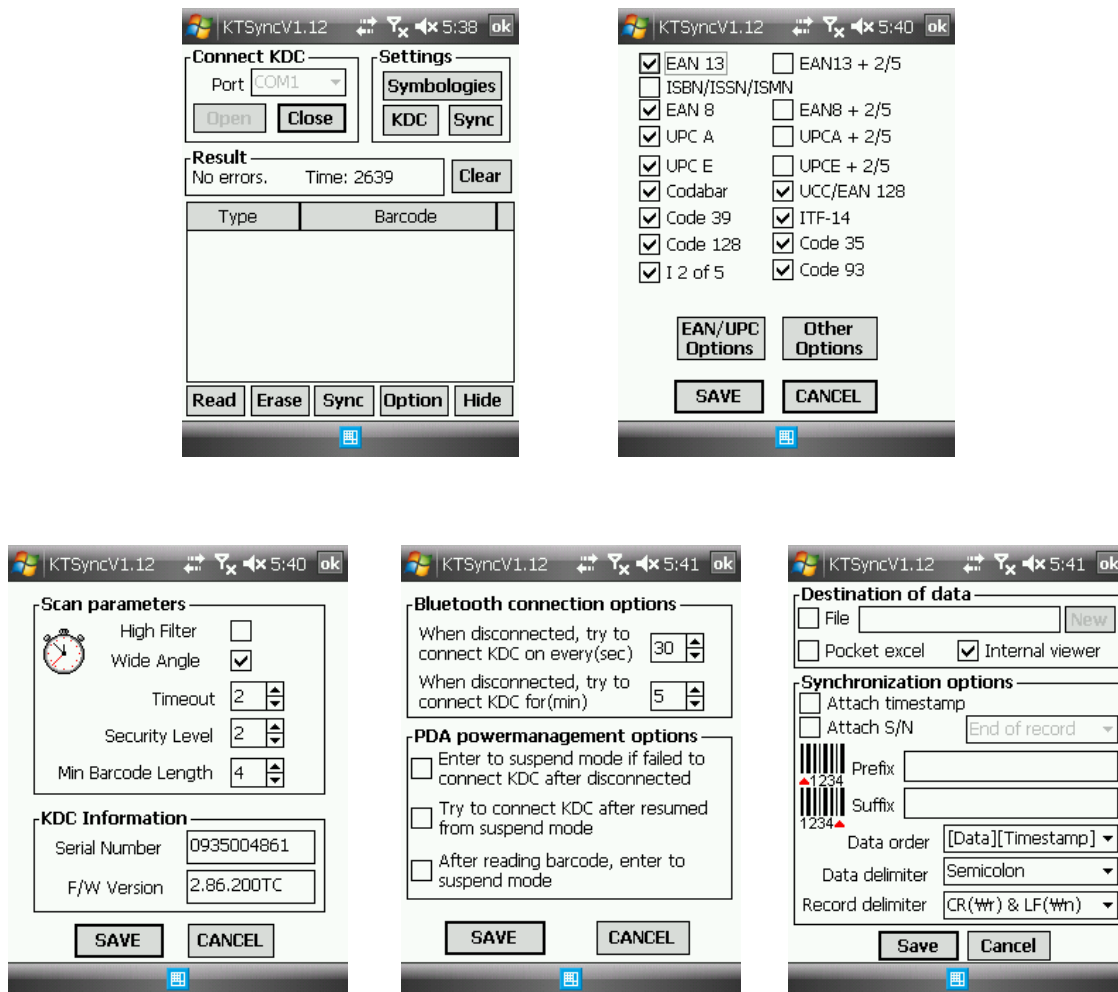 KTSyncV1.12 5:38 ok
Connect KDC
Port COM1
Open Close
Settings
Symbologies
KDC Sync
Result
No errors. Time: 2639
Clear
Type Barcode
Read Erase Sync Option Hide
KTSyncV1.12 5:40 ok
EAN 13 EAN13 + 2/5
ISBN/ISSN/ISMN
EAN 8 EAN8 + 2/5
UPC A UPCA + 2/5
UPC E UPCE + 2/5
Codabar UCC/EAN 128
Code 39 ITF-14
Code 128 Code 35
I 2 of 5 Code 93
EAN/UPC Options
Other Options
SAVE CANCEL
KTSyncV1.12 5:40 ok
Scan parameters
High Filter
Wide Angle
Timeout 2
Security Level 2
Min Barcode Length 4
KDC Information
Serial Number 0935004861
F/W Version 2.86.200TC
SAVE CANCEL
KTSyncV1.12 5:41 ok
Bluetooth connection options
When disconnected, try to
connect KDC on every(sec) 30
When disconnected, try to
connect KDC for(min) 5
PDA powermanagement options
Enter to suspend mode if failed to
connect KDC after disconnected
Try to connect KDC after resumed
from suspend mode
After reading barcode, enter to
suspend mode
SAVE CANCEL
KTSyncV1.12 5:41 ok
Destination of data
File New
Pocket excel Internal viewer
Synchronization options
Attach timestamp
Attach S/N End of record
1234 Prefix
1234 Suffix
Data order [Data][Timestamp]
Data delimiter Semicolon
Record delimiter CR(₩r) & LF(₩n)
Save Cancel